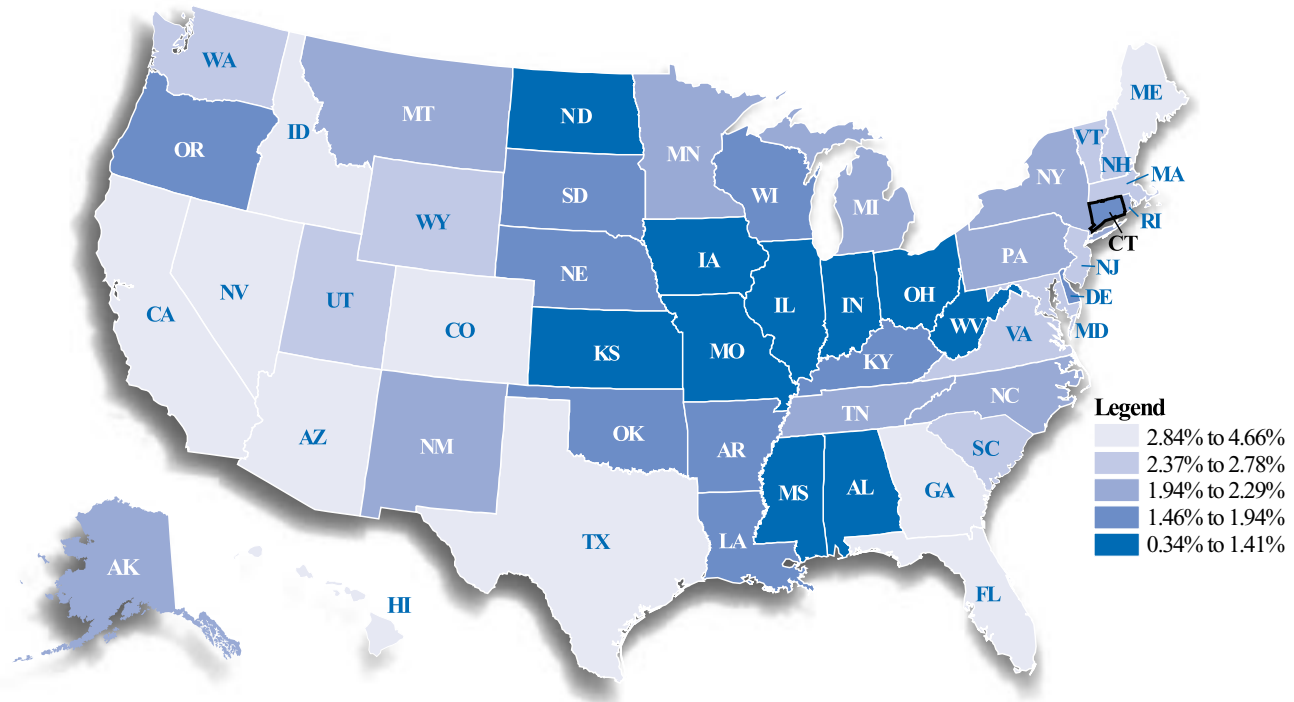 WA
MT
ND
ME
ID
OR
MN
VT
NH
MA
NY
SD
WI
MI
WY
RI
CT
IA
PA
NJ
NE
NV
UT
IL
IN
OH
DE
CA
CO
WV
VA
MD
KS
MO
KY
NC
TN
AZ
NM
OK
AR
SC
MS
AL
GA
TX
LA
AK
FL
HI
Legend
2.84% to 4.66%
2.37% to 2.78%
1.94% to 2.29%
1.46% to 1.94%
0.34% to 1.41%